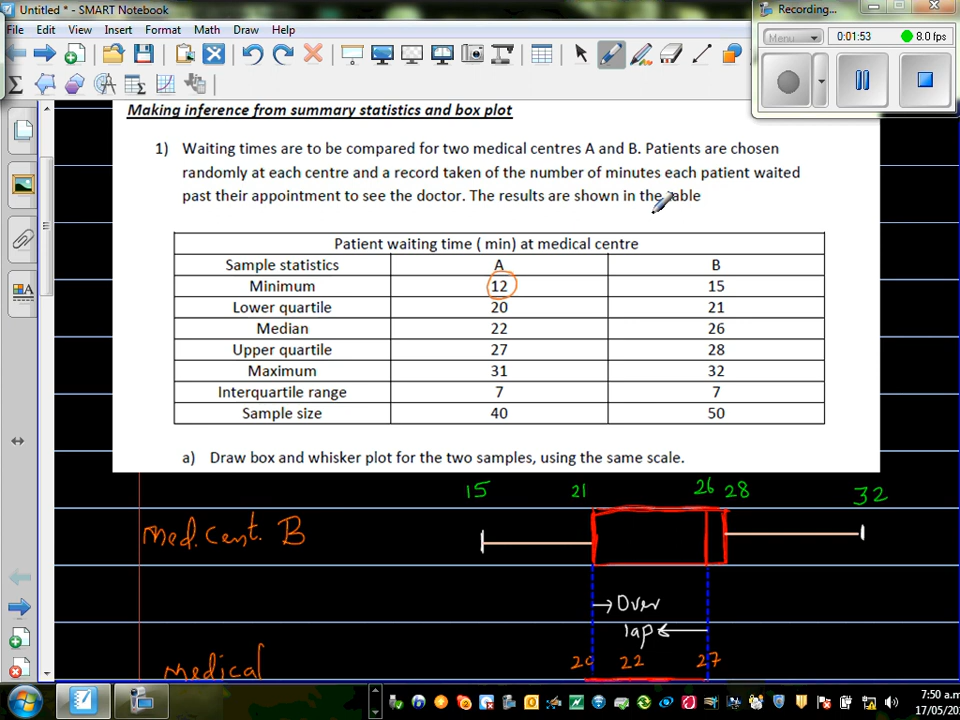 Untitled * - SMART Notebook
Recording...
File Edit View Insert Format Math Draw Help
Menu
0:01:53
8.0 fps
Making inference from summary statistics and box plot
1) Waiting times are to be compared for two medical centres A and B. Patients are chosen
randomly at each centre and a record taken of the number of minutes each patient waited
past their appointment to see the doctor. The results are shown in the table
Patient waiting time ( min) at medical centre
Sample statistics A B
Minimum 12 15
Lower quartile 20 21
Median 22 26
Upper quartile 27 28
Maximum 31 32
Interquartile range 7 7
Sample size 40 50
a) Draw box and whisker plot for the two samples, using the same scale.
15 21 26 28 32
Med. Cent. B
Over
lap
20 22 27
Medical
7:50 a.m
17/05/20